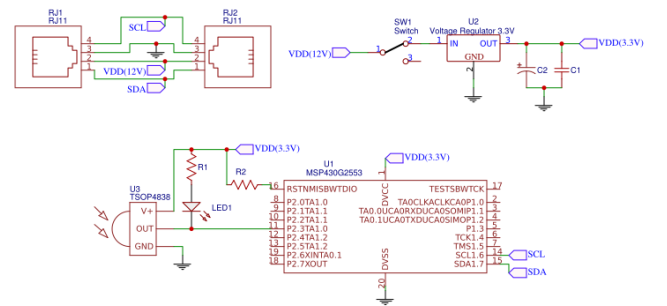 RJ1
RJ11
RJ2
RJ11
SCL
4
3
2
1
4
3
2
1
VDD(12V)
SDA
SW1
Switch
VDD(12V)
1
2
3
U2
Voltage Regulator 3.3V
1
IN
OUT
3
GND
2
VDD(3.3V)
C2
C1
VDD(3.3V)
R1
R2
U3
TSOP4838
V+
OUT
GND
LED1
U1
MSP430G2553
VDD(3.3V)
1
DVCC
16
RSTNMISBWTDIO
TESTSBWTCK
17
8
P2.0TA1.0
TA0CLKACLKCA0P1.0
2
9
P2.1TA1.1
TA0.0UCA0RXDUCA0SOMIP1.1
3
10
P2.2TA1.1
TA0.1UCA0TXDUCA0SIMOP1.2
4
11
P2.3TA1.0
P1.3
5
12
P2.4TA1.2
TCK1.4
6
13
P2.5TA1.2
TMS1.5
7
19
P2.6XINTA0.1
SCL1.6
14
SCL
18
P2.7XOUT
SDA1.7
15
SDA
DVSS
20